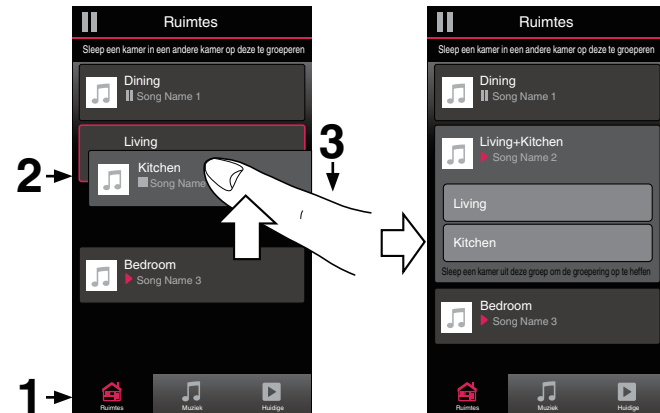 Ruimtes
Sleep een kamer in een andere kamer op deze te groeperen
Dining
Song Name 1
Living
Kitchen
Song Name
Bedroom
Song Name 3
Ruimtes
Muziek
Huidige
1
2
3
Ruimtes
Sleep een kamer in een andere kamer op deze te groeperen
Dining
Song Name 1
Living+Kitchen
Song Name 2
Living
Kitchen
Sleep een kamer uit deze groep om de groepering op te heffen
Bedroom
Song Name 3
Ruimtes
Muziek
Huidige